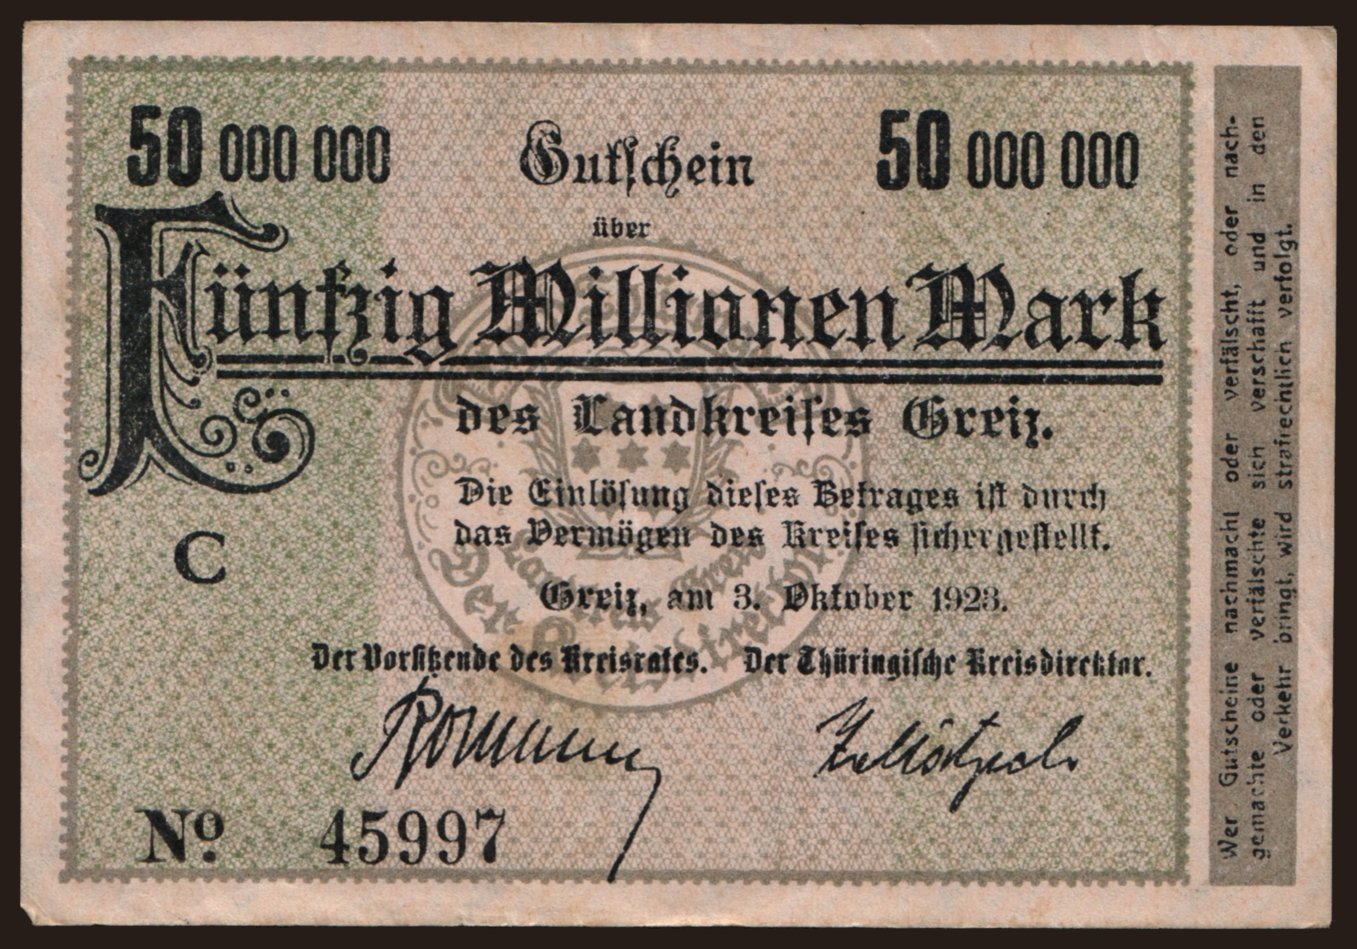 50 000 000 Gutschein 50 000 000
über
Fünfzig Millionen Mark
des Landkreises Greiz.
Die Einlösung dieses Betrages ist durch
das Vermögen des Kreises sichergestellt.
C
Greiz, am 3. Oktober 1923.
Der Vorsitzende des Kreisrates. Der Thüringische Kreisdirektor.
No. 45997
Wer Gutscheine nachmacht oder verfälscht, oder nach-
gemachte oder verfälschte sich verschafft und in den
Verkehr bringt, wird strafrechtlich verfolgt.